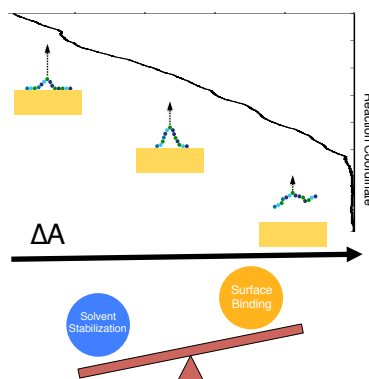 Reaction Coordinate
ΔA
Surface
Binding
Solvent
Stabilization